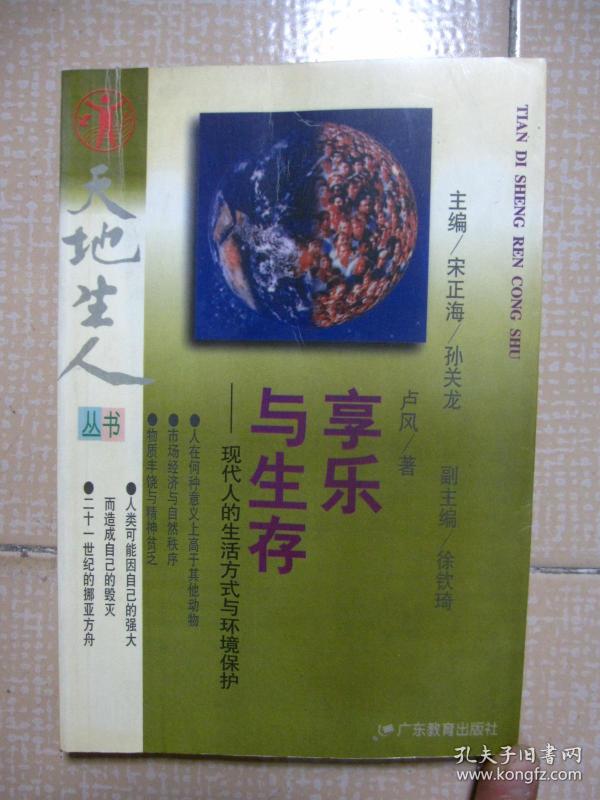 TIAN DI SHENG REN CONG SHU
主编/宋正海/孙关龙
副主编/徐钦琦
卢风/著
享乐
与生存
——现代人的生活方式与环境保护
●人在何种意义上高于其他动物
●市场经济与自然秩序
●物质丰饶与精神贫乏
●人类可能因自己的强大
而造成自己的毁灭
●二十一世纪的挪亚方舟
天地生人
丛书
广东教育出版社
孔夫子旧书网
www.kongfz.com